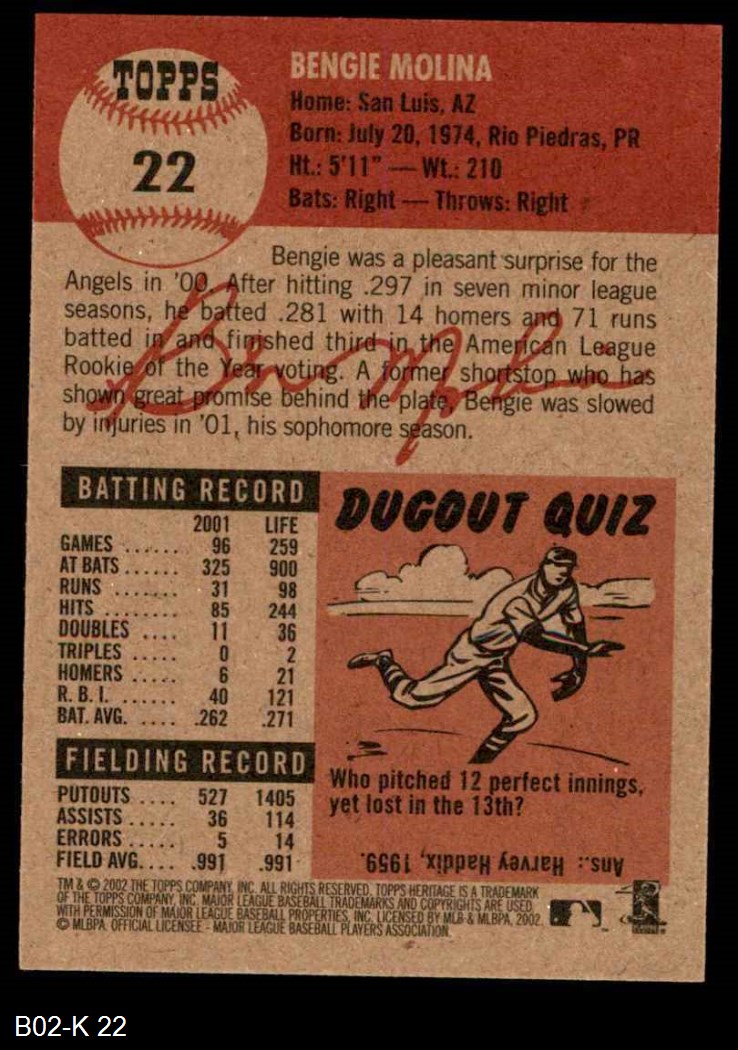 TOPPS
22
BENGIE MOLINA
Home: San Luis, AZ
Born: July 20, 1974, Rio Piedras, PR
Ht.: 5'11" — Wt.: 210
Bats: Right — Throws: Right
Bengie was a pleasant surprise for the
Angels in '00. After hitting .297 in seven minor league
seasons, he batted .281 with 14 homers and 71 runs
batted in and finished third in the American League
Rookie of the Year voting. A former shortstop who has
shown great promise behind the plate, Bengie was slowed
by injuries in '01, his sophomore season.
BATTING RECORD
2001 LIFE
GAMES ...... 96 259
AT BATS ...... 325 900
RUNS ...... 31 98
HITS ........ 85 244
DOUBLES .... 11 36
TRIPLES ..... 0 2
HOMERS ..... 6 21
R. B. I. ...... 40 121
BAT. AVG. .... .262 .271
FIELDING RECORD
PUTOUTS .... 527 1405
ASSISTS ..... 36 114
ERRORS ..... 5 14
FIELD AVG.... .991 .991
DUGOUT QUIZ
Who pitched 12 perfect innings,
yet lost in the 13th?
Ans.: Harvey Haddix, 1959.
TM & © 2002 THE TOPPS COMPANY, INC. ALL RIGHTS RESERVED. TOPPS HERITAGE IS A TRADEMARK
OF THE TOPPS COMPANY, INC. MAJOR LEAGUE BASEBALL TRADEMARKS AND COPYRIGHTS ARE USED
WITH PERMISSION OF MAJOR LEAGUE BASEBALL PROPERTIES, INC. LICENSED BY MLB & MLBPA, 2002.
© MLBPA. OFFICIAL LICENSEE - MAJOR LEAGUE BASEBALL PLAYERS ASSOCIATION.
B02-K 22